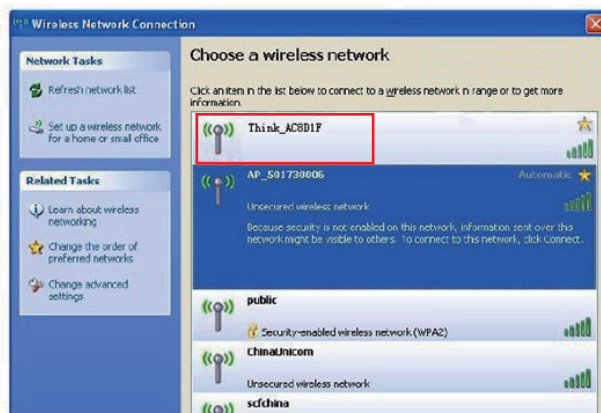 Wireless Network Connection
Network Tasks
Refresh network list
Set up a wireless network
for a home or small office
Related Tasks
Learn about wireless
networking
Change the order of
preferred networks
Change advanced
settings
Choose a wireless network
Click an item in the list below to connect to a wireless network in range or to get more
information.
Think_AC8D1F
AP_501730006
Automatic
Unsecured wireless network
Because security is not enabled on this network, information sent over this
network might be visible to others. To connect to this network, click Connect.
public
Security-enabled wireless network (WPA2)
ChinaUnicom
Unsecured wireless network
scfchina